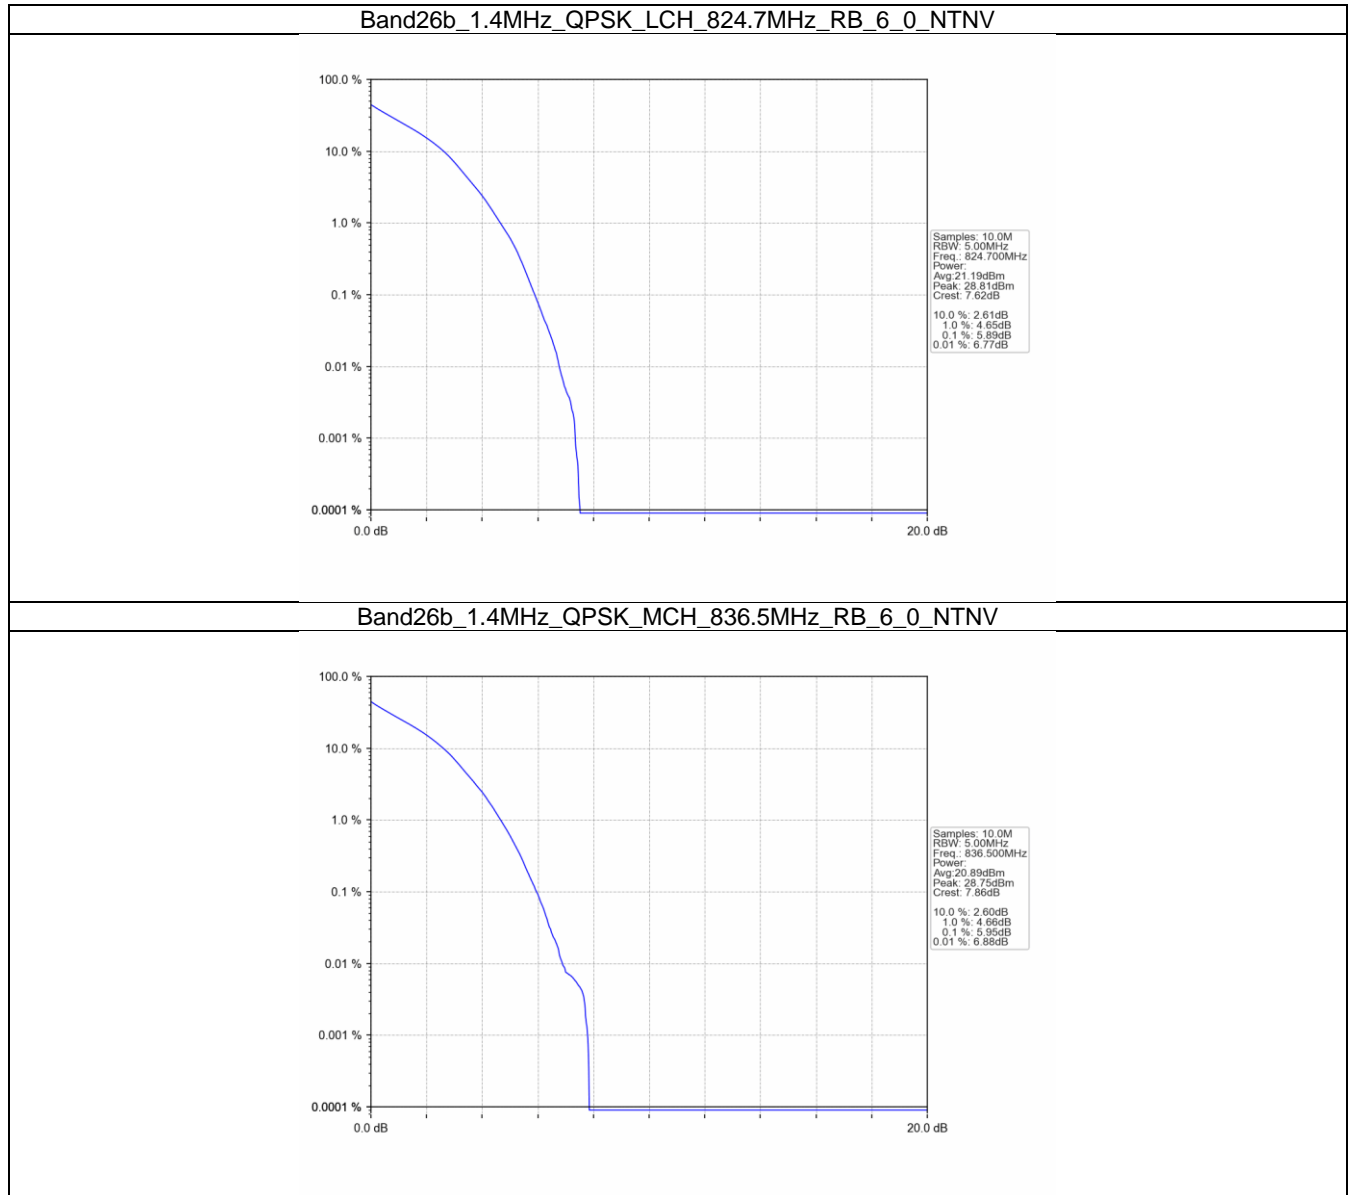 Band26b_1.4MHz_QPSK_LCH_824.7MHz_RB_6_0_NTNV
100.0 %
10.0 %
1.0 %
0.1 %
0.01 %
0.001 %
0.0001 %
0.0 dB
20.0 dB
Samples: 10.0M
RBW: 5.00MHz
Freq.: 824.700MHz
Power:
Avg:21.19dBm
Peak: 28.81dBm
Crest: 7.62dB
10.0 %: 2.61dB
1.0 %: 4.65dB
0.1 %: 5.89dB
0.01 %: 6.77dB
Band26b_1.4MHz_QPSK_MCH_836.5MHz_RB_6_0_NTNV
100.0 %
10.0 %
1.0 %
0.1 %
0.01 %
0.001 %
0.0001 %
0.0 dB
20.0 dB
Samples: 10.0M
RBW: 5.00MHz
Freq.: 836.500MHz
Power:
Avg:20.89dBm
Peak: 28.75dBm
Crest: 7.86dB
10.0 %: 2.60dB
1.0 %: 4.66dB
0.1 %: 5.95dB
0.01 %: 6.88dB